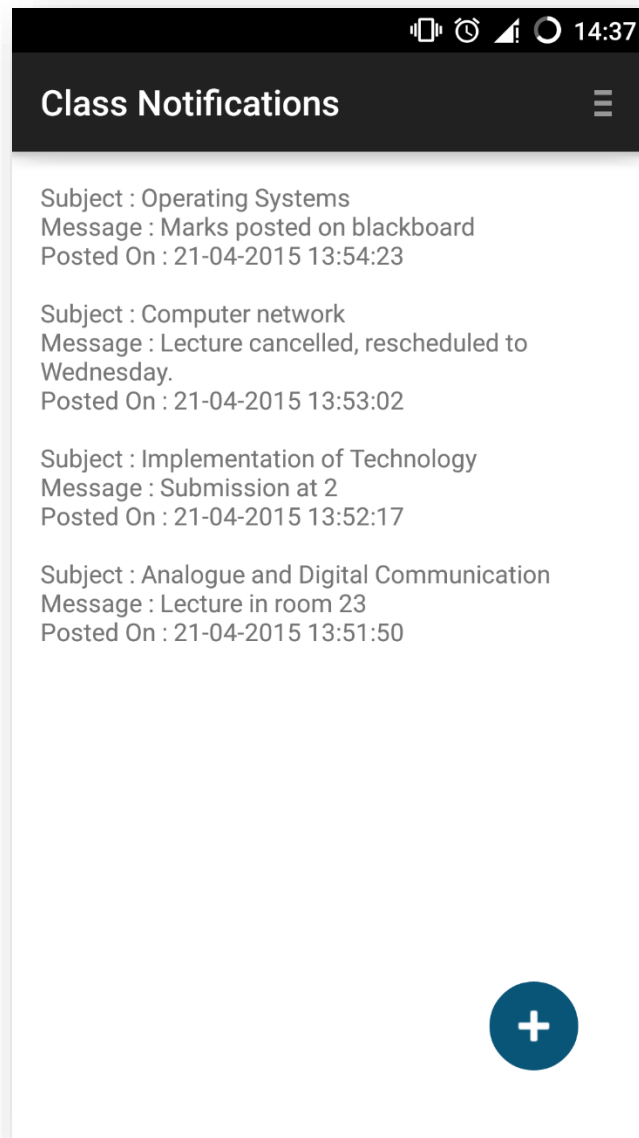 14:37
Class Notifications
Subject : Operating Systems
Message : Marks posted on blackboard
Posted On : 21-04-2015 13:54:23
Subject : Computer network
Message : Lecture cancelled, rescheduled to
Wednesday.
Posted On : 21-04-2015 13:53:02
Subject : Implementation of Technology
Message : Submission at 2
Posted On : 21-04-2015 13:52:17
Subject : Analogue and Digital Communication
Message : Lecture in room 23
Posted On : 21-04-2015 13:51:50